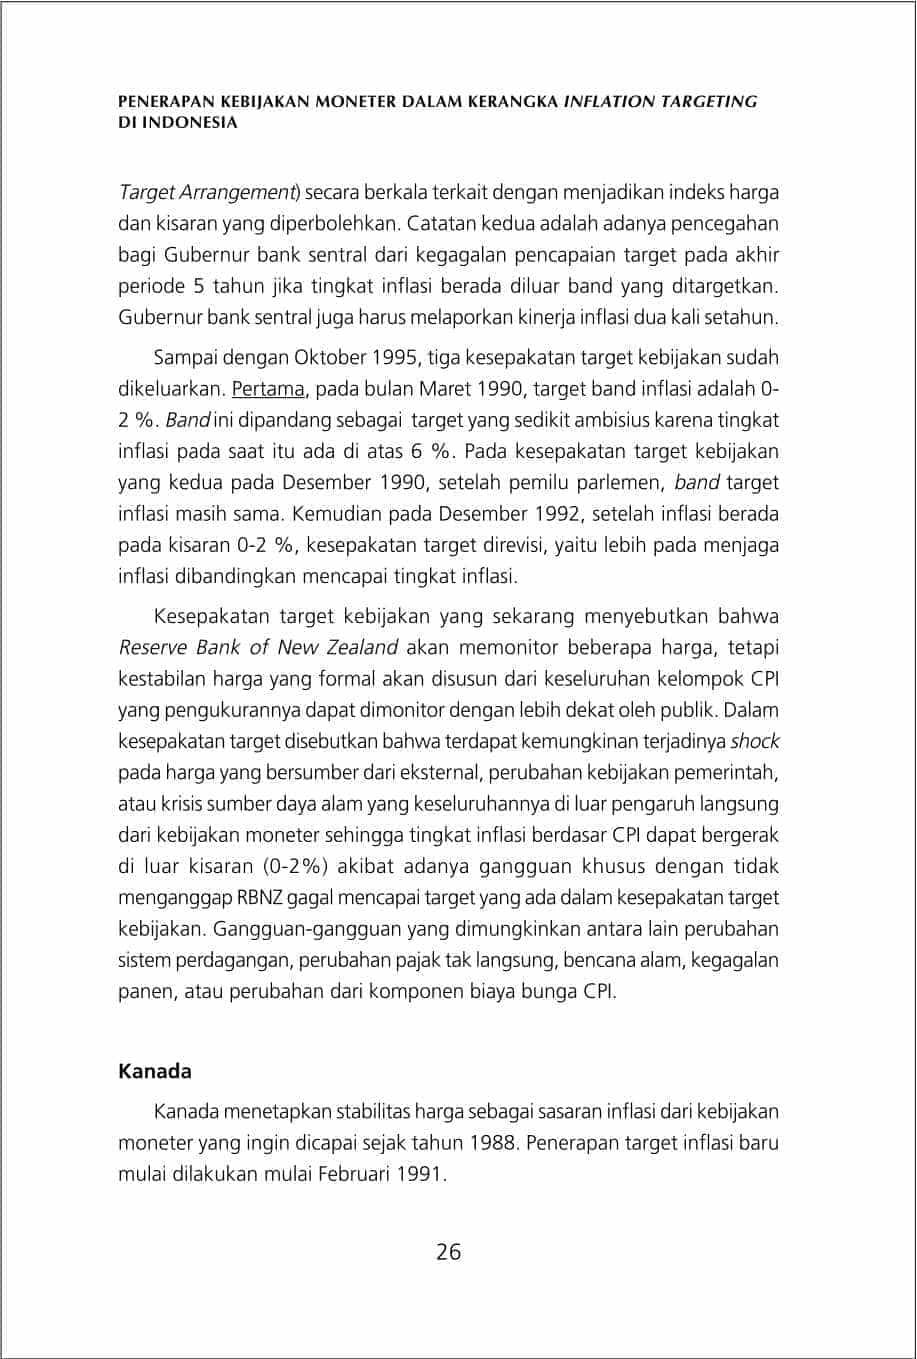 PENERAPAN KEBIJAKAN MONETER DALAM KERANGKA INFLATION TARGETING
DI INDONESIA
Target Arrangement) secara berkala terkait dengan menjadikan indeks harga
dan kisaran yang diperbolehkan. Catatan kedua adalah adanya pencegahan
bagi Gubernur bank sentral dari kegagalan pencapaian target pada akhir
periode 5 tahun jika tingkat inflasi berada diluar band yang ditargetkan.
Gubernur bank sentral juga harus melaporkan kinerja inflasi dua kali setahun.
Sampai dengan Oktober 1995, tiga kesepakatan target kebijakan sudah
dikeluarkan. Pertama, pada bulan Maret 1990, target band inflasi adalah 0-
2 %. Band ini dipandang sebagai target yang sedikit ambisius karena tingkat
inflasi pada saat itu ada di atas 6 %. Pada kesepakatan target kebijakan
yang kedua pada Desember 1990, setelah pemilu parlemen, band target
inflasi masih sama. Kemudian pada Desember 1992, setelah inflasi berada
pada kisaran 0-2 %, kesepakatan target direvisi, yaitu lebih pada menjaga
inflasi dibandingkan mencapai tingkat inflasi.
Kesepakatan target kebijakan yang sekarang menyebutkan bahwa
Reserve Bank of New Zealand akan memonitor beberapa harga, tetapi
kestabilan harga yang formal akan disusun dari keseluruhan kelompok CPI
yang pengukurannya dapat dimonitor dengan lebih dekat oleh publik. Dalam
kesepakatan target disebutkan bahwa terdapat kemungkinan terjadinya shock
pada harga yang bersumber dari eksternal, perubahan kebijakan pemerintah,
atau krisis sumber daya alam yang keseluruhannya di luar pengaruh langsung
dari kebijakan moneter sehingga tingkat inflasi berdasar CPI dapat bergerak
di luar kisaran (0-2%) akibat adanya gangguan khusus dengan tidak
menganggap RBNZ gagal mencapai target yang ada dalam kesepakatan target
kebijakan. Gangguan-gangguan yang dimungkinkan antara lain perubahan
sistem perdagangan, perubahan pajak tak langsung, bencana alam, kegagalan
panen, atau perubahan dari komponen biaya bunga CPI.
Kanada
Kanada menetapkan stabilitas harga sebagai sasaran inflasi dari kebijakan
moneter yang ingin dicapai sejak tahun 1988. Penerapan target inflasi baru
mulai dilakukan mulai Februari 1991.
26